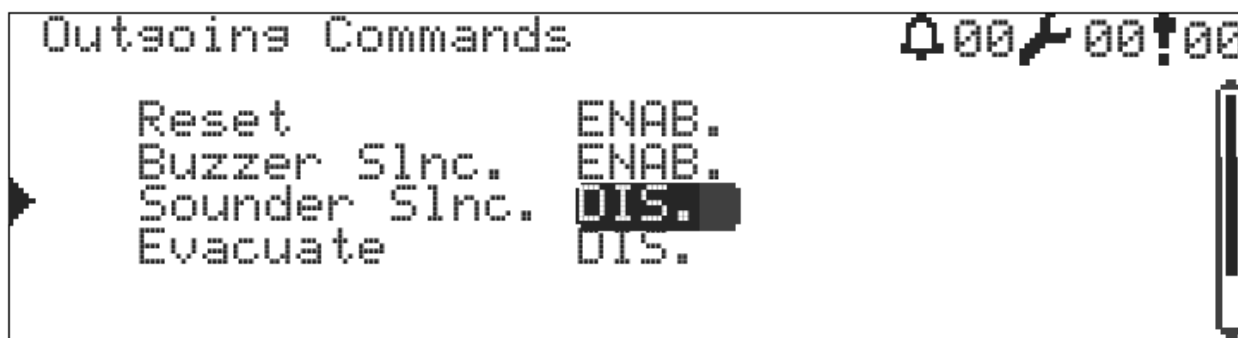 Outgoing Commands 00 00 00
Reset ENAB.
Buzzer Slnc. ENAB.
Sounder Slnc. DIS.
Evacuate DIS.